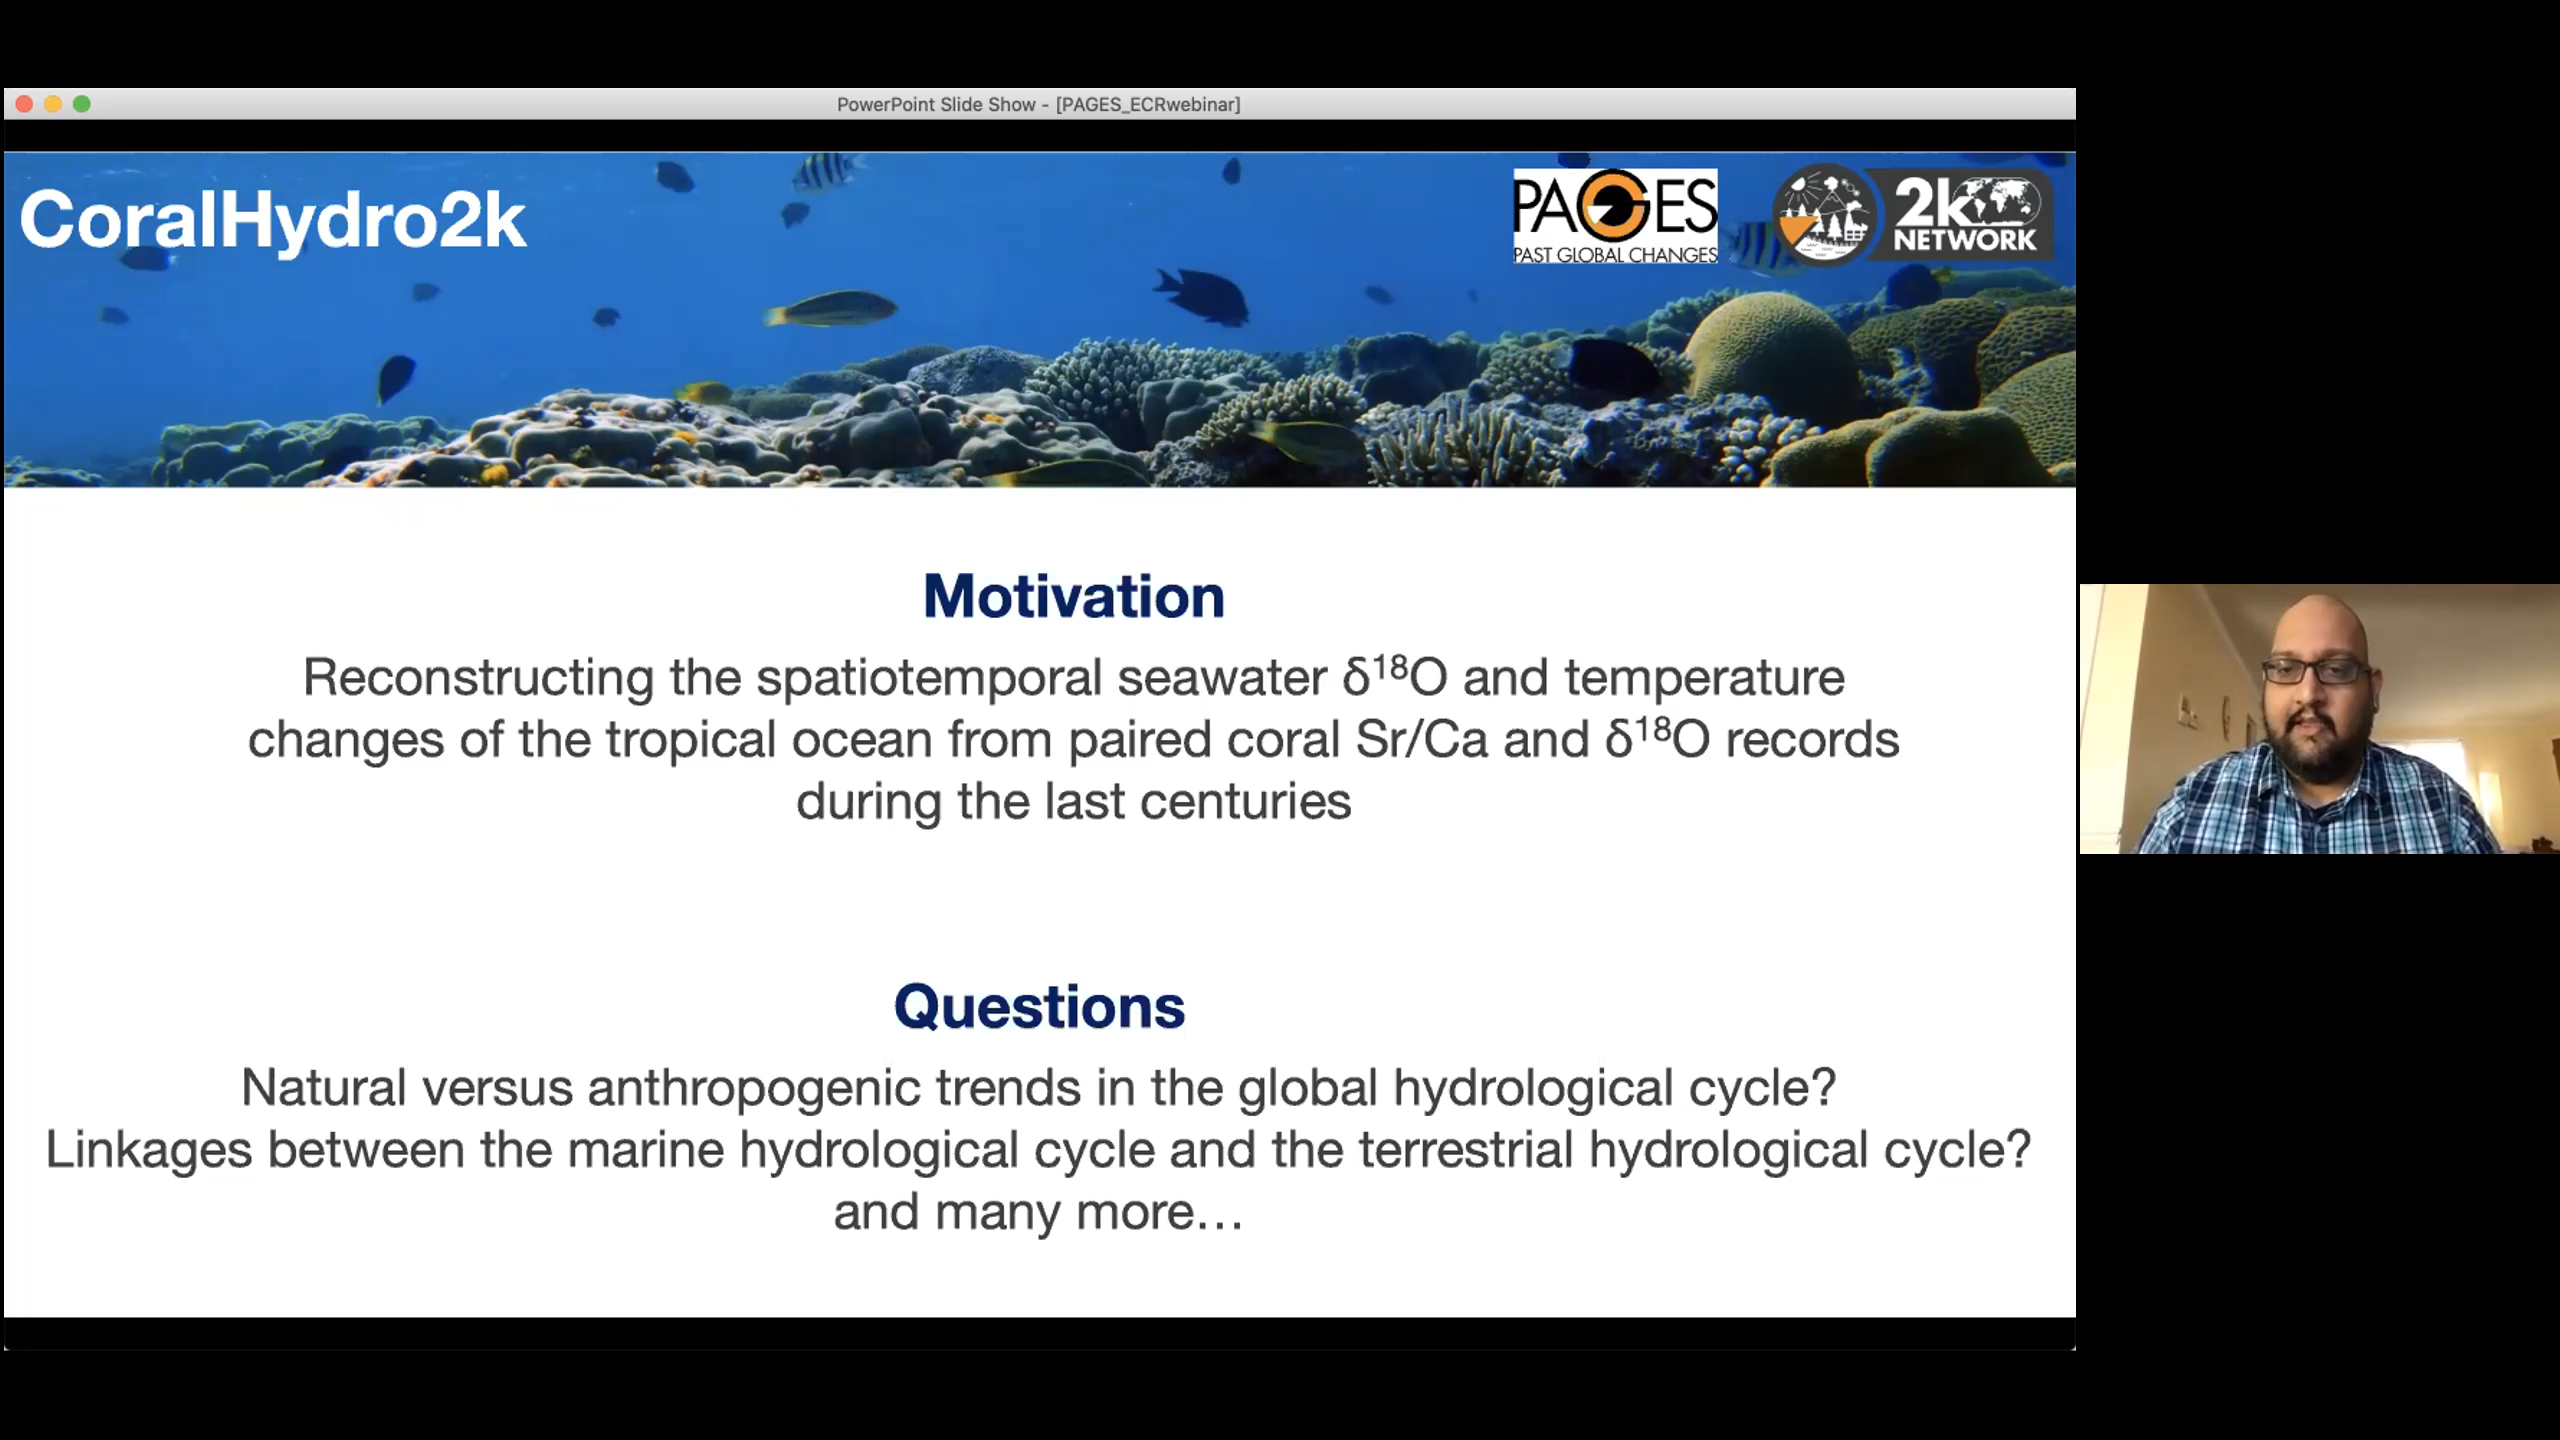 PowerPoint Slide Show - [PAGES_ECRwebinar]
CoralHydro2k
PAGES
PAST GLOBAL CHANGES
2k
NETWORK
Motivation
Reconstructing the spatiotemporal seawater δ¹⁸O and temperature
changes of the tropical ocean from paired coral Sr/Ca and δ¹⁸O records
during the last centuries
Questions
Natural versus anthropogenic trends in the global hydrological cycle?
Linkages between the marine hydrological cycle and the terrestrial hydrological cycle?
and many more…